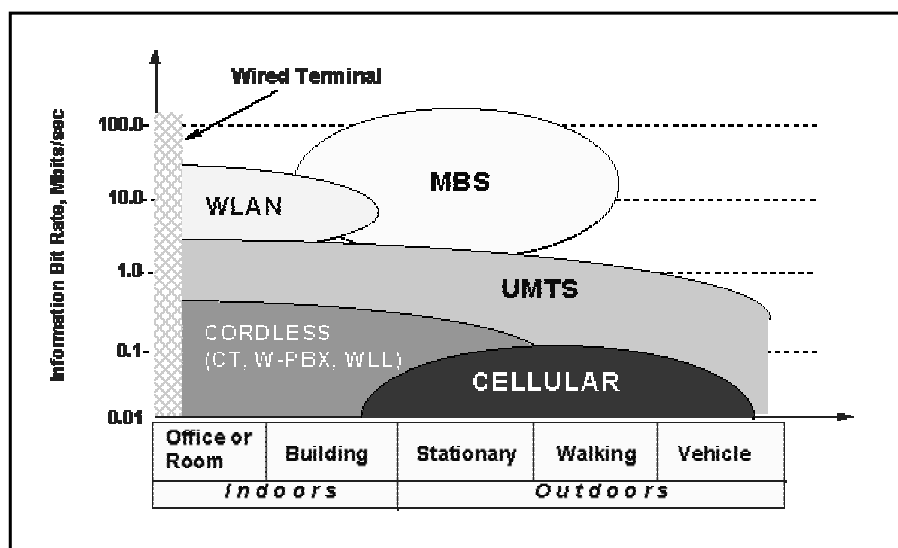 Wired Terminal
Information Bit Rate, Mbits/sec
100.0
10.0
1.0
0.1
0.01
MBS
WLAN
UMTS
CORDLESS
(CT, W-PBX, WLL)
CELLULAR
Office or
Room
Building
Stationary
Walking
Vehicle
Indoors
Outdoors